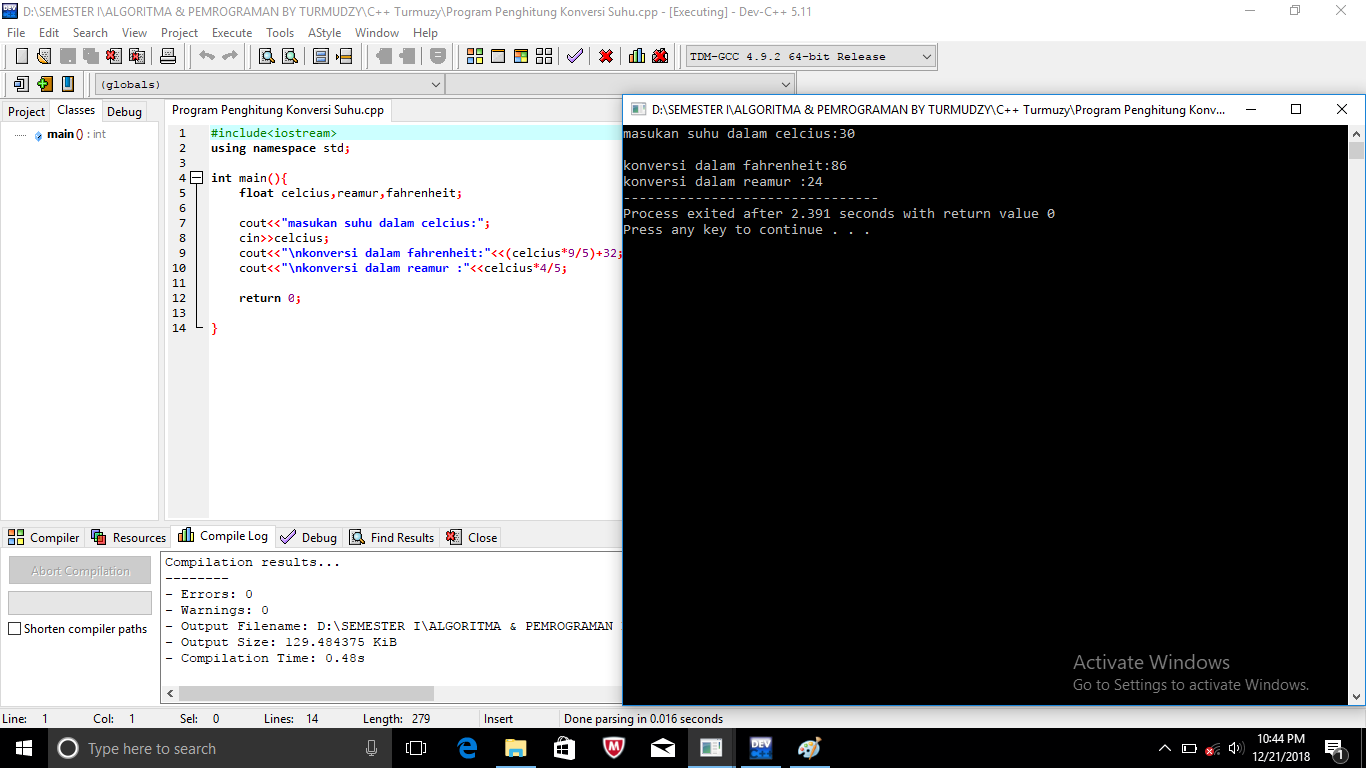 D:\SEMESTER I\ALGORITMA & PEMROGRAMAN BY TURMUDZY\C++ Turmuzy\Program Penghitung Konversi Suhu.cpp - [Executing] - Dev-C++ 5.11
File Edit Search View Project Execute Tools AStyle Window Help
TDM-GCC 4.9.2 64-bit Release
(globals)
Project Classes Debug
main () : int
Program Penghitung Konversi Suhu.cpp
1 #include<iostream>
2 using namespace std;
3
4 int main(){
5 float celcius,reamur,fahrenheit;
6
7 cout<<"masukan suhu dalam celcius:";
8 cin>>celcius;
9 cout<<"\nkonversi dalam fahrenheit:"<<(celcius*9/5)+32;
10 cout<<"\nkonversi dalam reamur :"<<celcius*4/5;
11
12 return 0;
13
14 }
D:\SEMESTER I\ALGORITMA & PEMROGRAMAN BY TURMUDZY\C++ Turmuzy\Program Penghitung Konv...
masukan suhu dalam celcius:30
konversi dalam fahrenheit:86
konversi dalam reamur :24
--------------------------------
Process exited after 2.391 seconds with return value 0
Press any key to continue . . .
Compiler Resources Compile Log Debug Find Results Close
Abort Compilation
Shorten compiler paths
Compilation results...
--------
- Errors: 0
- Warnings: 0
- Output Filename: D:\SEMESTER I\ALGORITMA & PEMROGRAMAN
- Output Size: 129.484375 KiB
- Compilation Time: 0.48s
Activate Windows
Go to Settings to activate Windows.
Line: 1 Col: 1 Sel: 0 Lines: 14 Length: 279 Insert Done parsing in 0.016 seconds
Type here to search
DEV
10:44 PM
12/21/2018
1